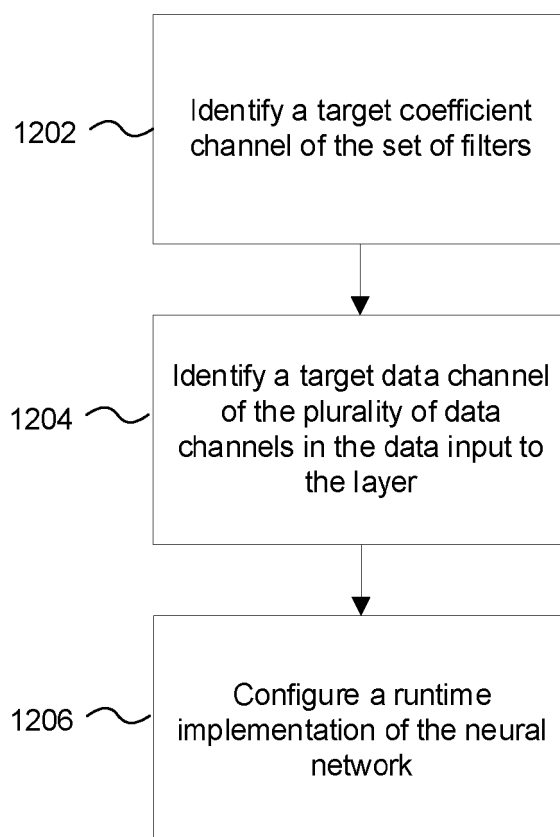 1202
Identify a target coefficient
channel of the set of filters
1204
Identify a target data channel
of the plurality of data
channels in the data input to
the layer
1206
Configure a runtime
implementation of the neural
network